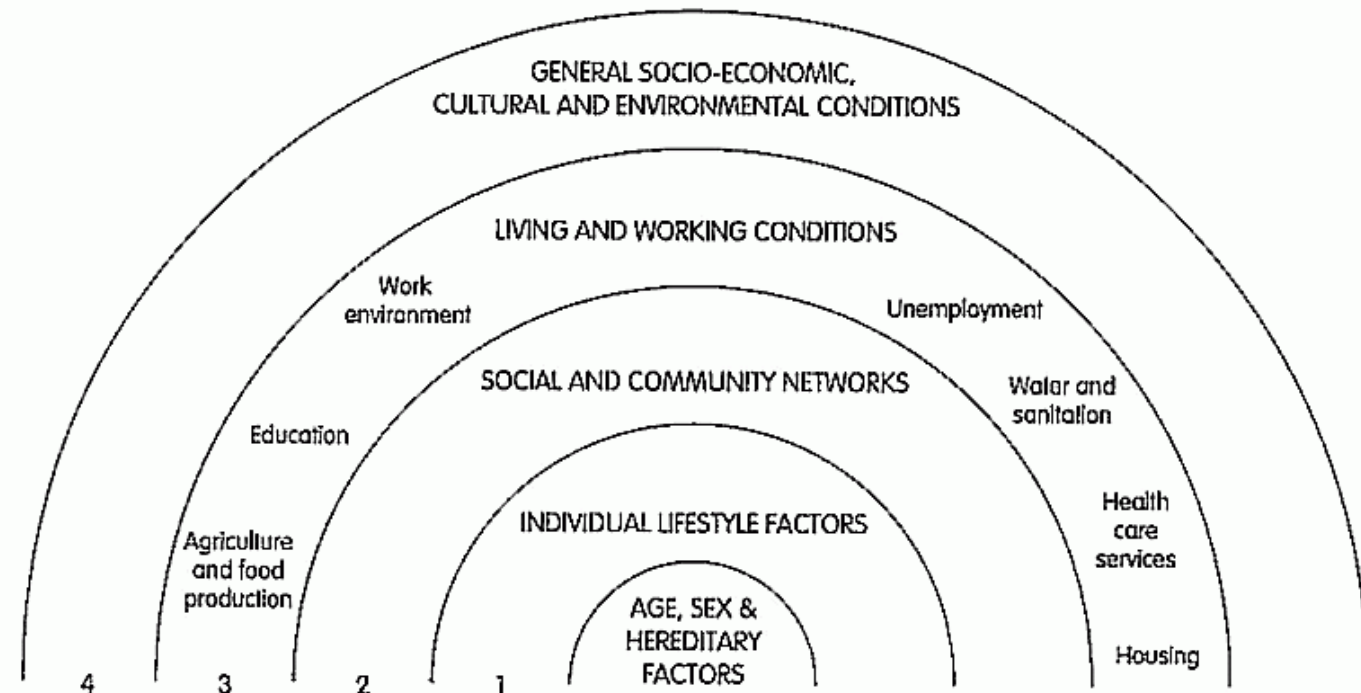 GENERAL SOCIO-ECONOMIC,
CULTURAL AND ENVIRONMENTAL CONDITIONS
LIVING AND WORKING CONDITIONS
Work
environment
Unemployment
SOCIAL AND COMMUNITY NETWORKS
Water and
sanitation
Education
Health
care
services
INDIVIDUAL LIFESTYLE FACTORS
Agriculture
and food
production
AGE, SEX &
HEREDITARY
FACTORS
Housing
4
3
2
1